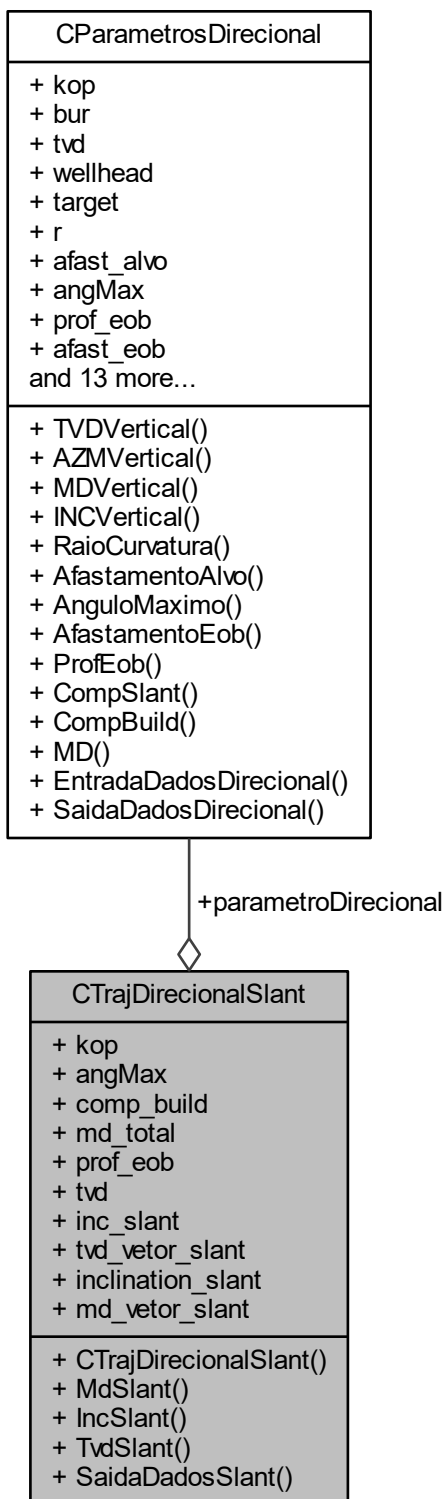 CParametrosDirecional
+ kop
+ bur
+ tvd
+ wellhead
+ target
+ r
+ afast_alvo
+ angMax
+ prof_eob
+ afast_eob
and 13 more...
+ TVDVertical()
+ AZMVertical()
+ MDVertical()
+ INCVertical()
+ RaioCurvatura()
+ AfastamentoAlvo()
+ AnguloMaximo()
+ AfastamentoEob()
+ ProfEob()
+ CompSlant()
+ CompBuild()
+ MD()
+ EntradaDadosDirecional()
+ SaidaDadosDirecional()
+parametroDirecional
CTrajDirecionalSlant
+ kop
+ angMax
+ comp_build
+ md_total
+ prof_eob
+ tvd
+ inc_slant
+ tvd_vetor_slant
+ inclination_slant
+ md_vetor_slant
+ CTrajDirecionalSlant()
+ MdSlant()
+ IncSlant()
+ TvdSlant()
+ SaidaDadosSlant()